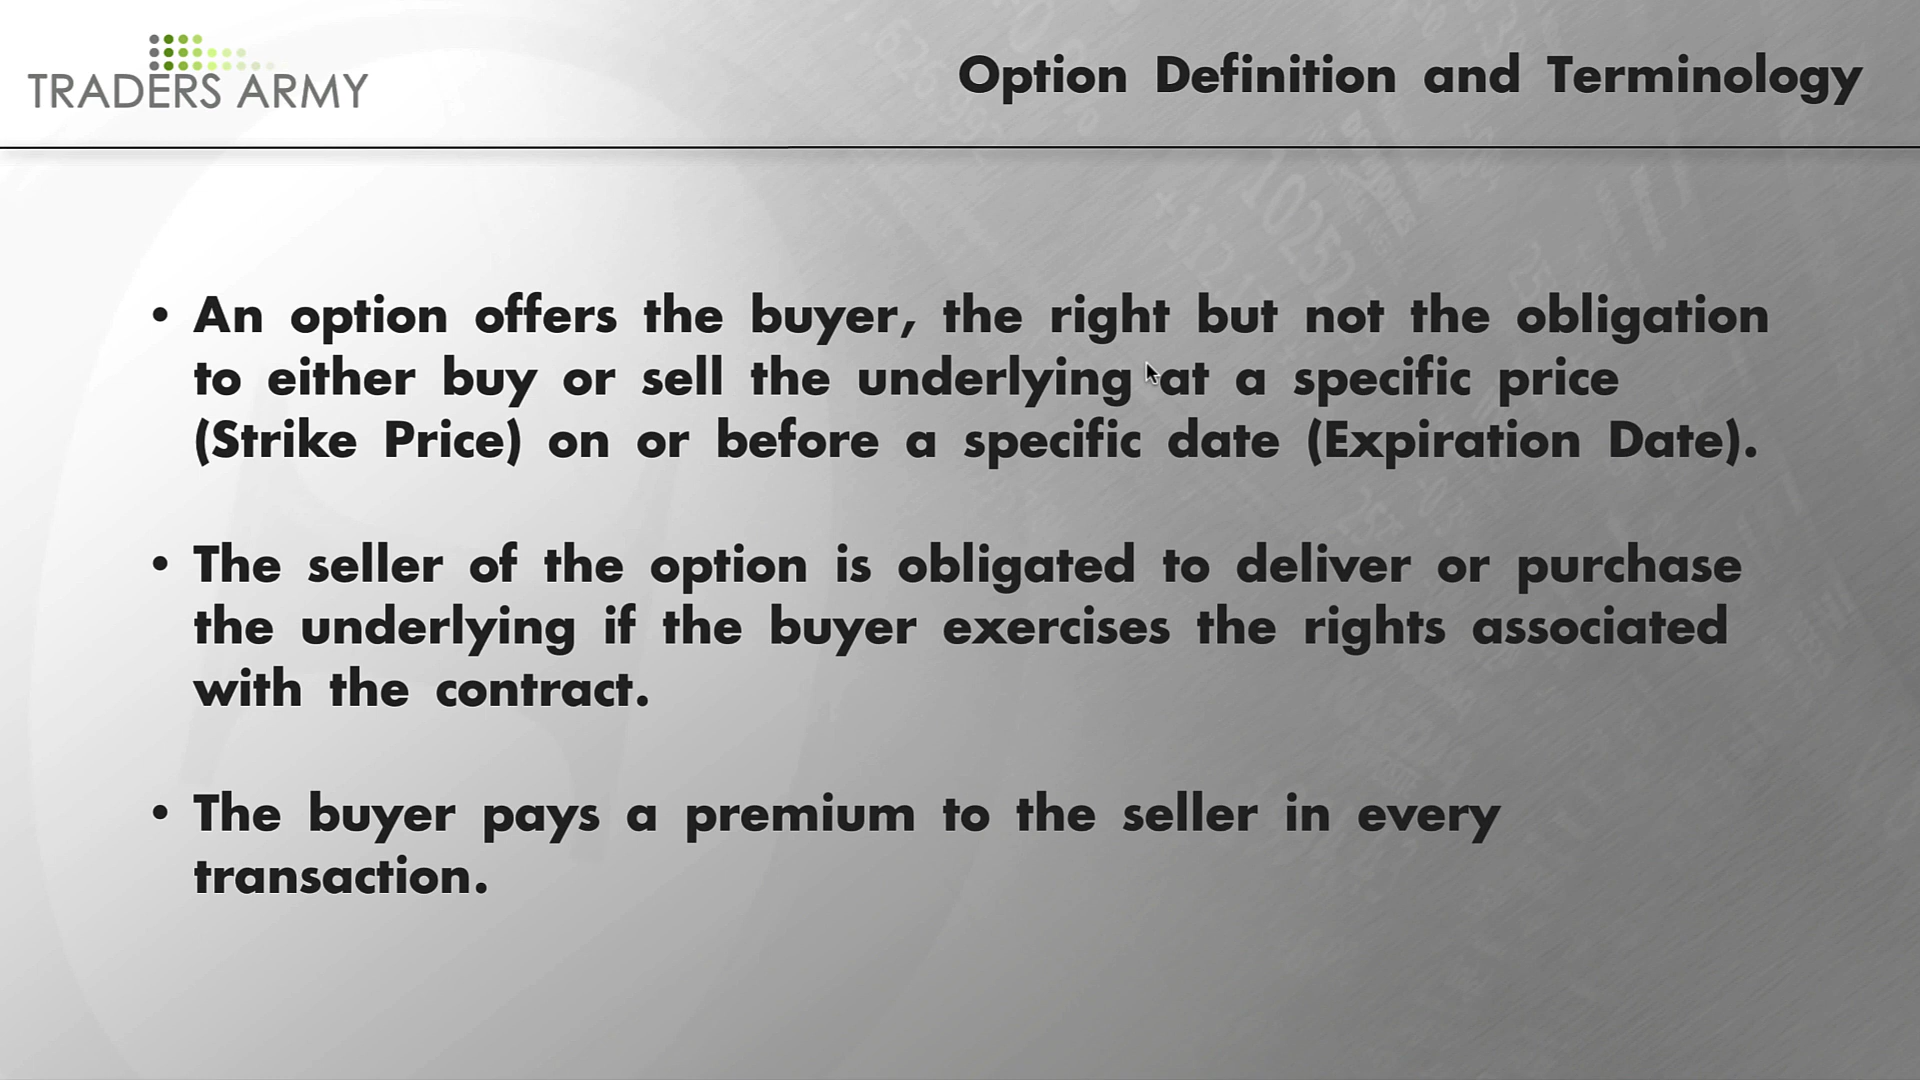 TRADERS ARMY
Option Definition and Terminology
• An option offers the buyer, the right but not the obligation
to either buy or sell the underlying at a specific price
(Strike Price) on or before a specific date (Expiration Date).
• The seller of the option is obligated to deliver or purchase
the underlying if the buyer exercises the rights associated
with the contract.
• The buyer pays a premium to the seller in every
transaction.